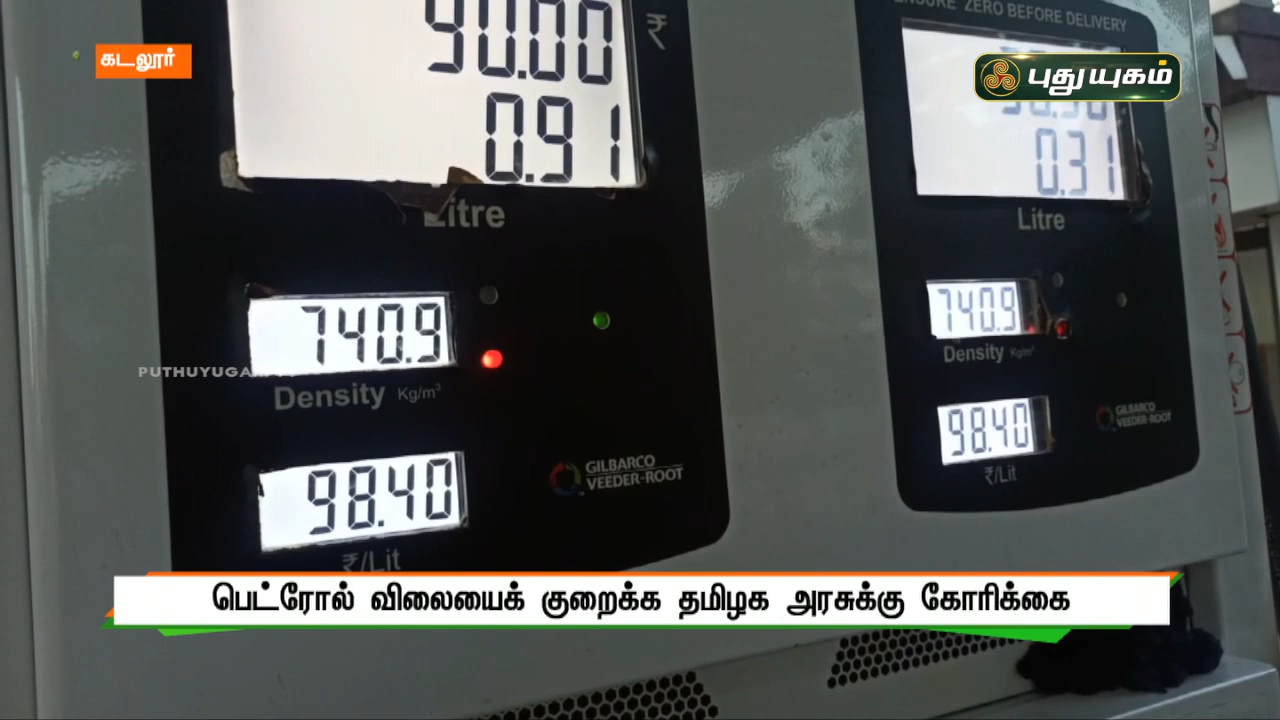 கடலூர்
புதுயுகம்
90.00
₹
0.91
Litre
740.9
Density Kg/m³
98.40
₹/Lit
GILBARCO
VEEDER-ROOT
ZERO BEFORE DELIVERY
0.31
Litre
740.9
Density Kg/m³
98.40
₹/Lit
GILBARCO
VEEDER-ROOT
பெட்ரோல் விலையைக் குறைக்க தமிழக அரசுக்கு கோரிக்கை